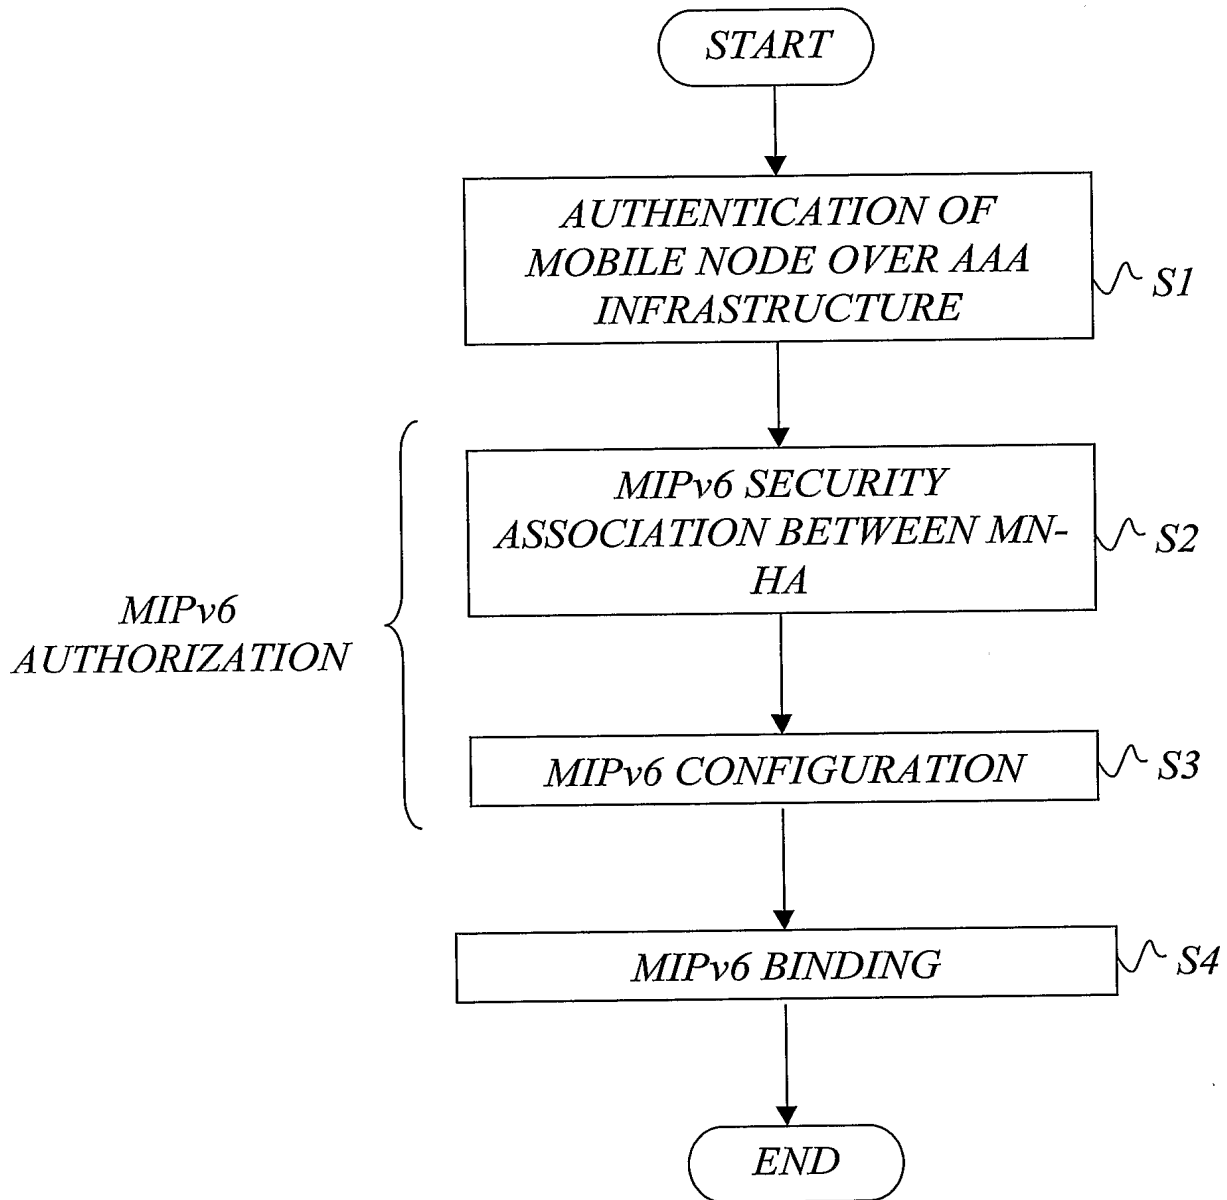 START
AUTHENTICATION OF
MOBILE NODE OVER AAA
INFRASTRUCTURE
S1
MIPv6 SECURITY
ASSOCIATION BETWEEN MN-
HA
S2
MIPv6
AUTHORIZATION
MIPv6 CONFIGURATION
S3
MIPv6 BINDING
S4
END